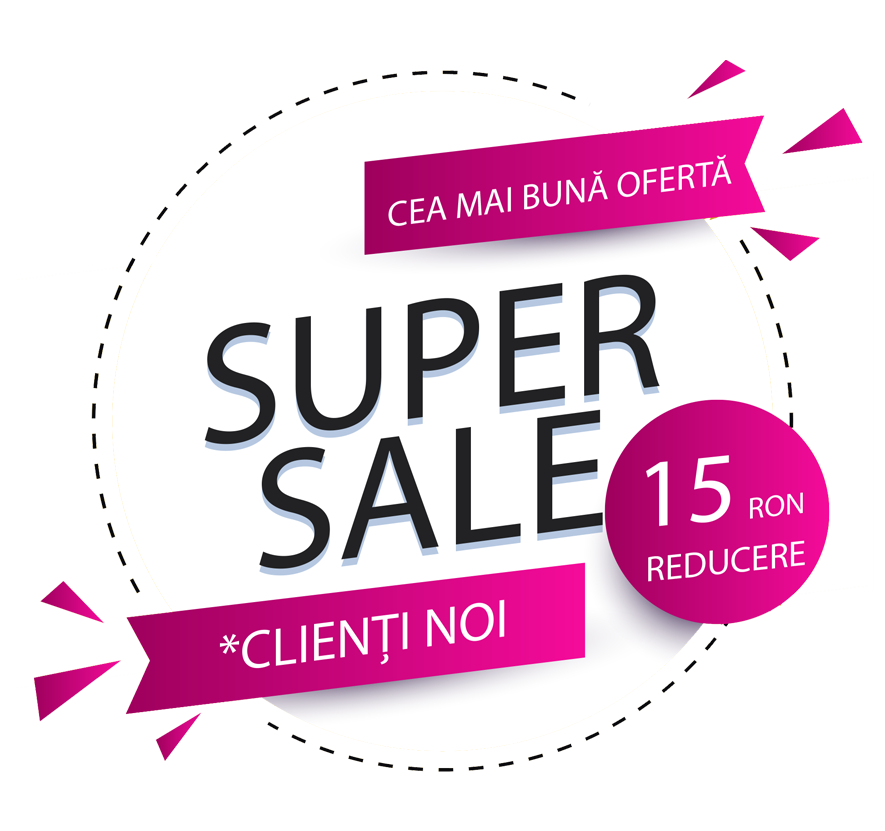 CEA MAI BUNĂ OFERTĂ
SUPER
SALE
15 RON
REDUCERE
*CLIENȚI NOI